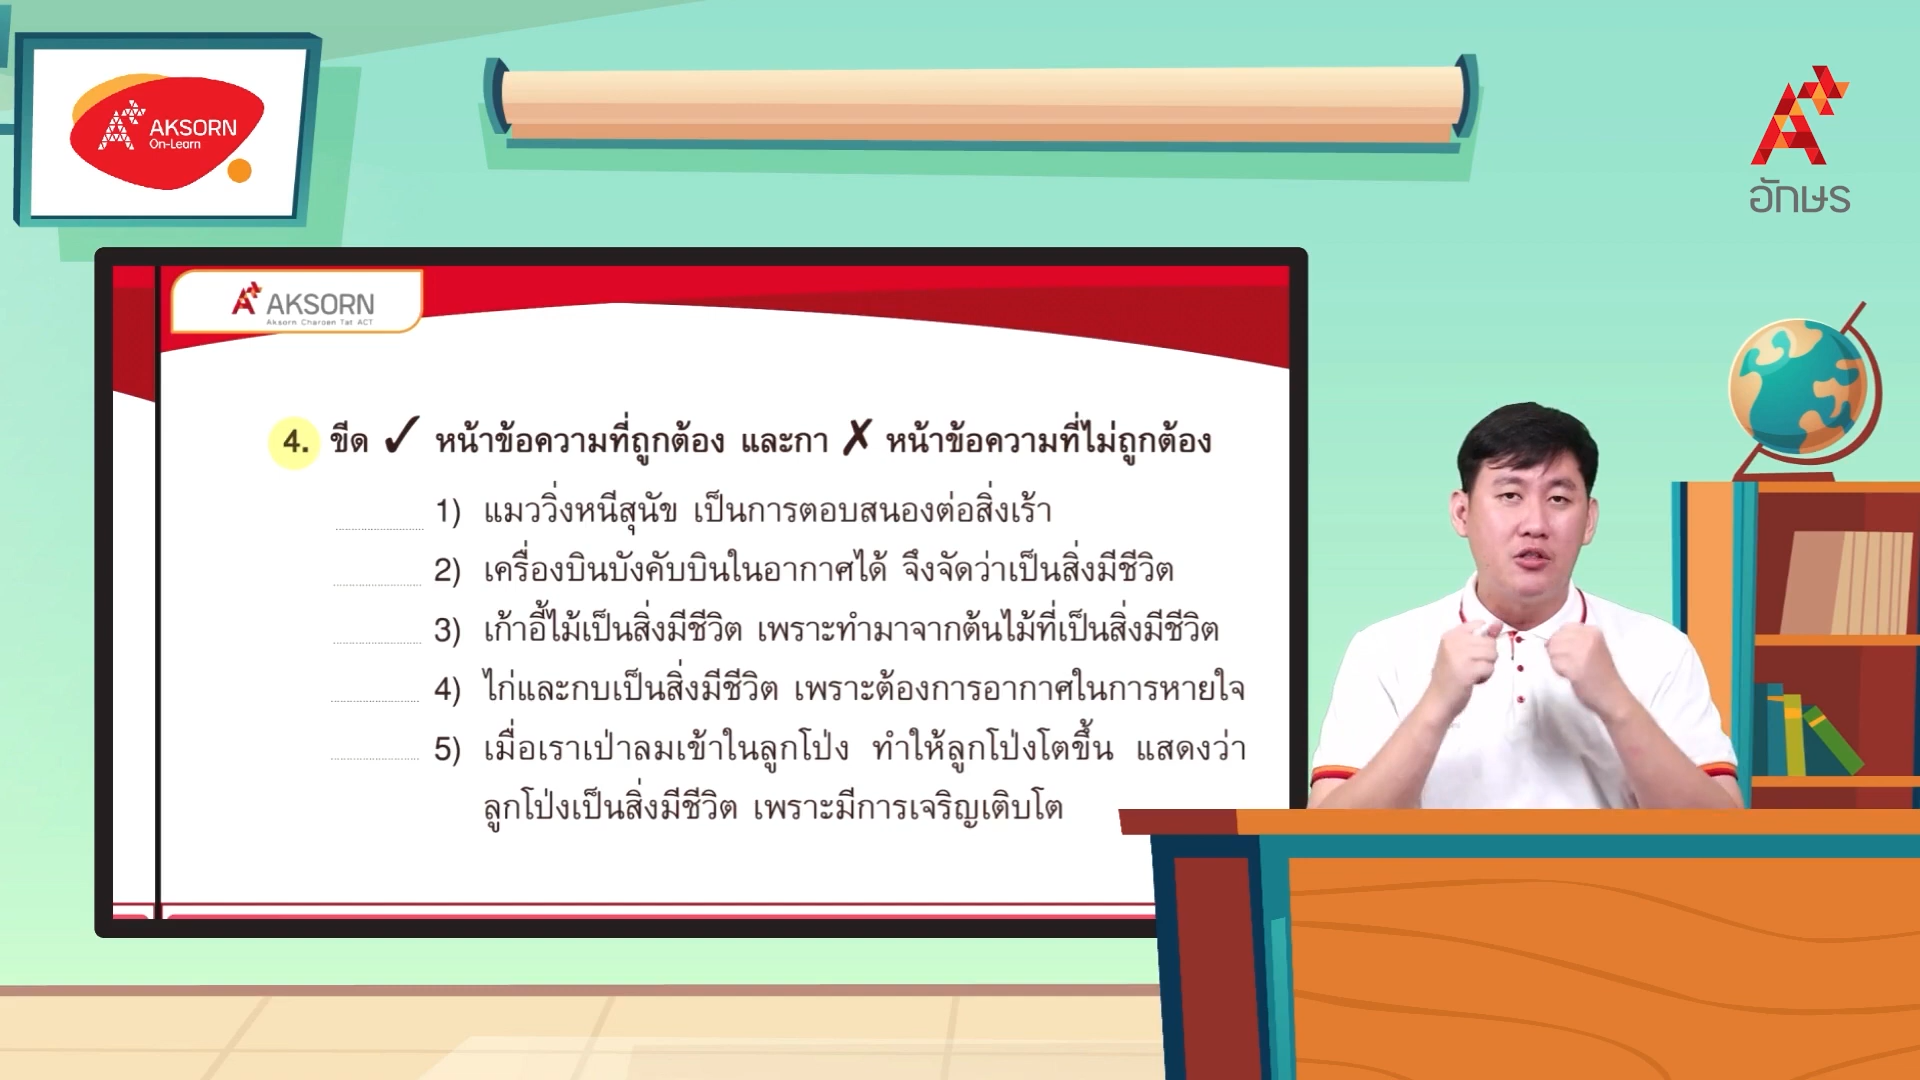 AKSORN
On-Learn
อักษร
AKSORN
Aksorn Charoen Tat ACT
4. ขีด ✓ หน้าข้อความที่ถูกต้อง และกา ✗ หน้าข้อความที่ไม่ถูกต้อง
1) แมววิ่งหนีสุนัข เป็นการตอบสนองต่อสิ่งเร้า
2) เครื่องบินบังคับบินในอากาศได้ จึงจัดว่าเป็นสิ่งมีชีวิต
3) เก้าอี้ไม้เป็นสิ่งมีชีวิต เพราะทำมาจากต้นไม้ที่เป็นสิ่งมีชีวิต
4) ไก่และกบเป็นสิ่งมีชีวิต เพราะต้องการอากาศในการหายใจ
5) เมื่อเราเป่าลมเข้าในลูกโป่ง ทำให้ลูกโป่งโตขึ้น แสดงว่า
ลูกโป่งเป็นสิ่งมีชีวิต เพราะมีการเจริญเติบโต